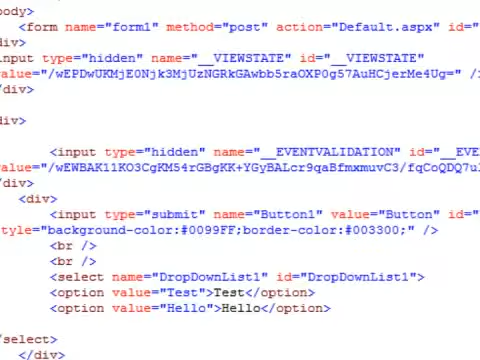 body>
<form name="form1" method="post" action="Default.aspx" id="
div>
input type="hidden" name="__VIEWSTATE" id="__VIEWSTATE"
value="/wEPDwUKMjE0Njk3MjUzNGRkGAwbb5raOXP0g57AuHCjerMe4Ug=" /
/div>
div>
<input type="hidden" name="__EVENTVALIDATION" id="__EVE
value="/wEWBAK11KO3CgKM54rGBgKK+YGyBALcr9qaBfmxmuvC3/fqCoQDQ7u
/div>
<div>
<input type="submit" name="Button1" value="Button" id="
tyle="background-color:#0099FF;border-color:#003300;" />
<br />
<br />
<select name="DropDownList1" id="DropDownList1">
<option value="Test">Test</option>
<option value="Hello">Hello</option>
/select>
</div>